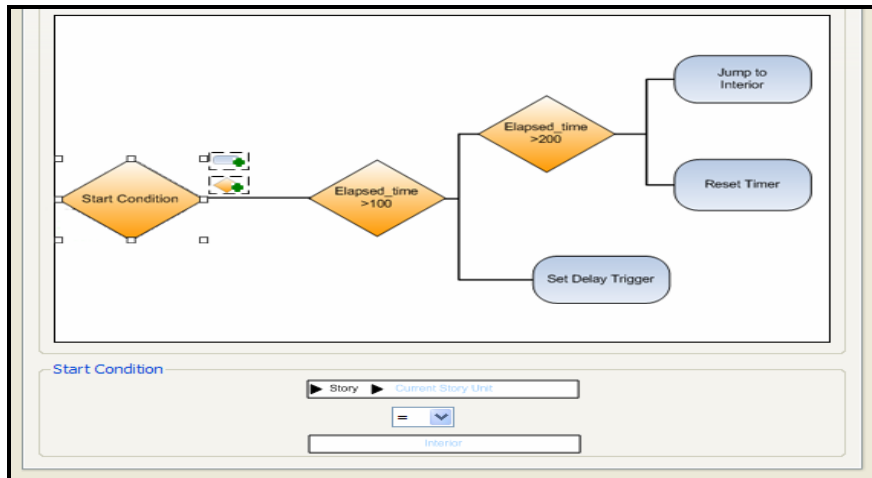 Jump to
Interior
Elapsed_time
>200
Start Condition
Elapsed_time
>100
Reset Timer
Set Delay Trigger
Start Condition
Story Current Story Unit
=
Interior